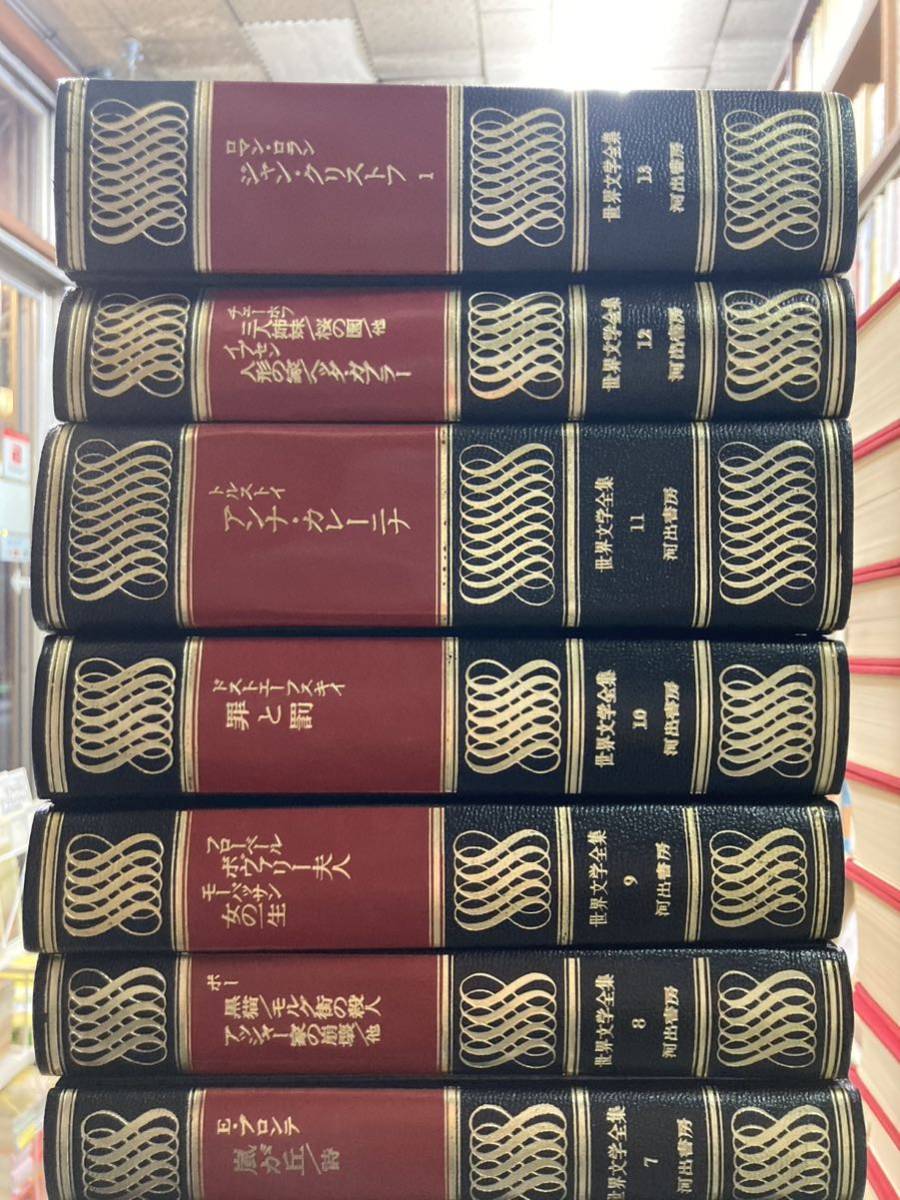 ロマン・ロラン
ジャン・クリストフ 1
世界文学全集
13
河出書房
チェーホフ
三人姉妹/桜の園/他
イプセン
人形の家/ヘッダ・ガブラー
世界文学全集
12
河出書房
トルストイ
アンナ・カレーニナ
世界文学全集
11
河出書房
ドストエーフスキイ
罪と罰
世界文学全集
10
河出書房
フローベール
ボヴァリー夫人
モーパッサン
女の一生
世界文学全集
9
河出書房
ポー
黒猫/モルグ街の殺人
アッシャー家の崩壊/他
世界文学全集
8
河出書房
E・ブロンテ
嵐が丘/詩
世界文学全集
7